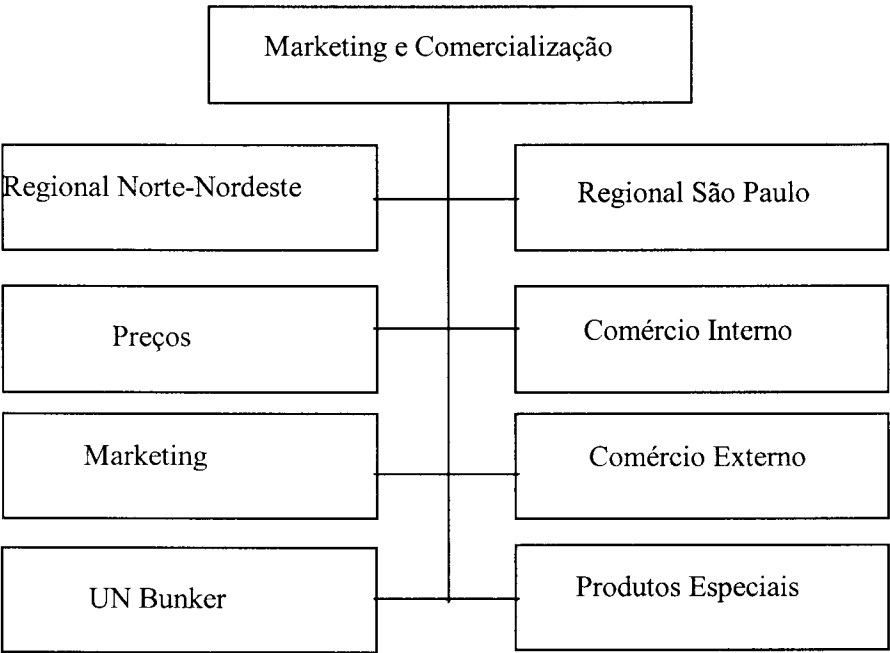 Marketing e Comercialização
Regional Norte-Nordeste
Regional São Paulo
Preços
Comércio Interno
Marketing
Comércio Externo
UN Bunker
Produtos Especiais